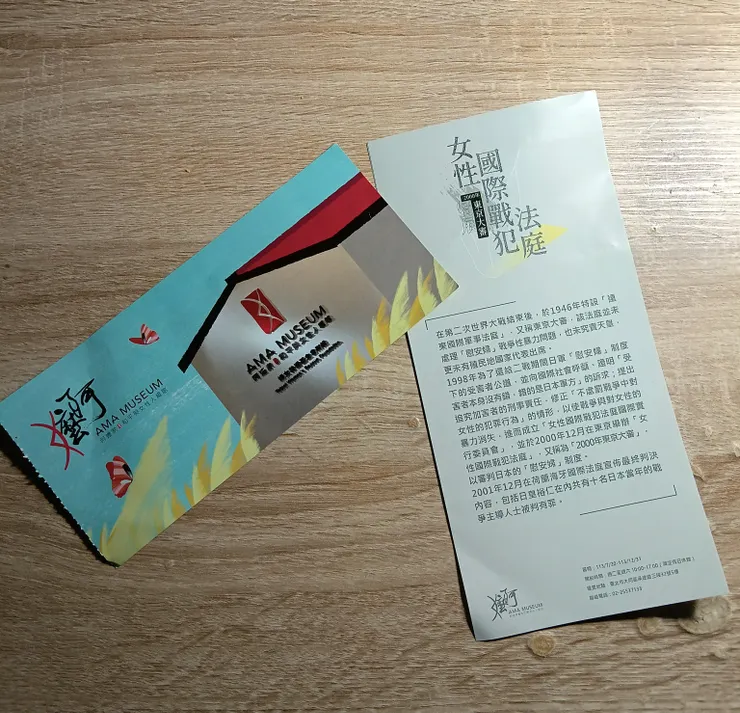 阿嬤
AMA MUSEUM
AMA MUSEUM
女性
國際戰犯
法庭
2000年
東京大審
在第二次世界大戰結束後，於1946年特設「遠
東國際軍事法庭」，又稱東京大審，該法庭並未
處理「慰安婦」戰爭性暴力問題，也未究責天皇，
更未有殖民地國家代表出席。
1998年為了還給二戰期間日軍「慰安婦」制度
下的受害者公道，並向國際社會呼籲、證明「受
害者本身沒有錯，錯的是日本軍方」的訴求；提出
追究加害者的刑事責任，修正「不處罰戰爭中對
女性的犯罪行為」的情形，以使戰爭與對女性的
暴力消失，進而成立「女性國際戰犯法庭國際實
行委員會」，並於2000年12月在東京舉辦「女
性國際戰犯法庭」，又稱為「2000年東京大審」，
以審判日本的「慰安婦」制度。
2001年12月在荷蘭海牙國際法庭宣佈最終判決
內容，包括日皇裕仁在內共有十名日本當年的戰
爭主導人士被判有罪。
阿嬤
AMA MUSEUM